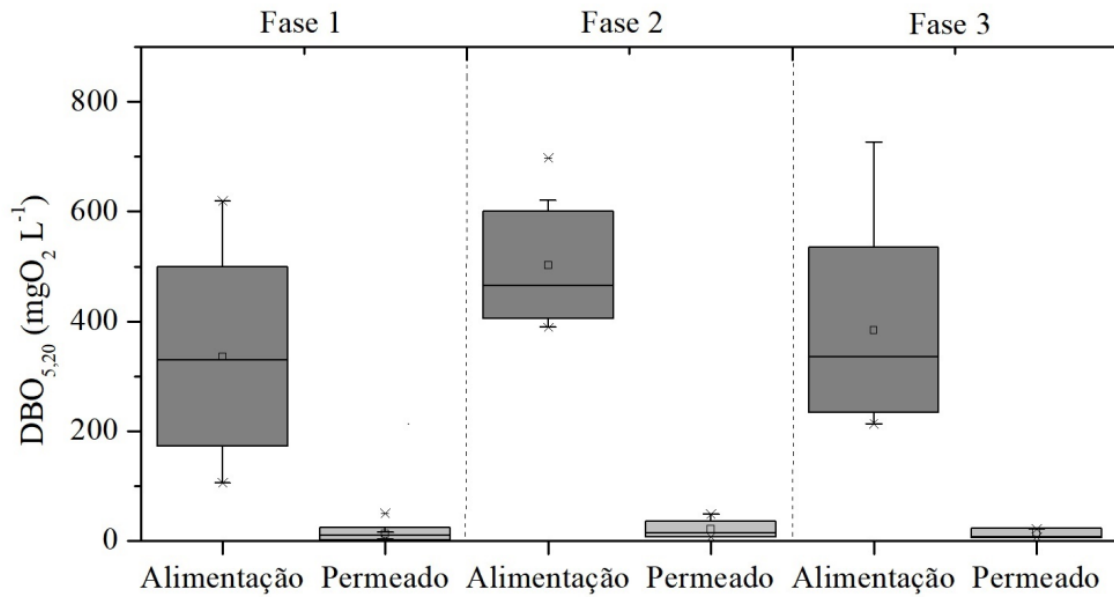 Fase 1 Fase 2 Fase 3
DBO5,20 (mgO2 L-1)
800
600
400
200
0
Alimentação Permeado Alimentação Permeado Alimentação Permeado